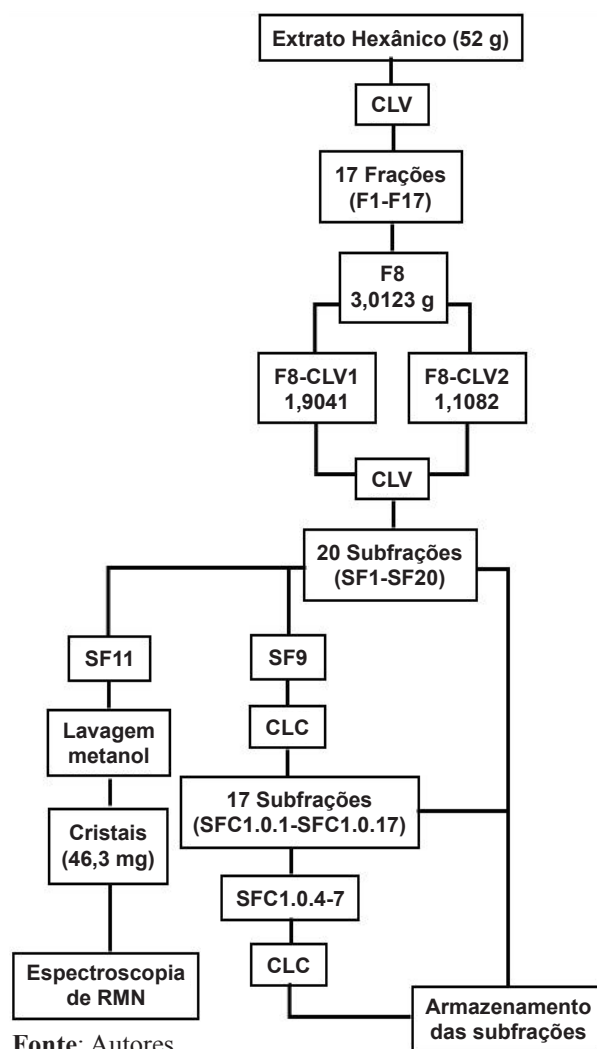 Extrato Hexânico (52 g)
CLV
17 Frações
(F1-F17)
F8
3,0123 g
F8-CLV1
1,9041
F8-CLV2
1,1082
CLV
20 Subfrações
(SF1-SF20)
SF11
SF9
Lavagem
metanol
CLC
17 Subfrações
(SFC1.0.1-SFC1.0.17)
Cristais
(46,3 mg)
SFC1.0.4-7
CLC
Espectroscopia
de RMN
Armazenamento
das subfrações
Fonte: Autores